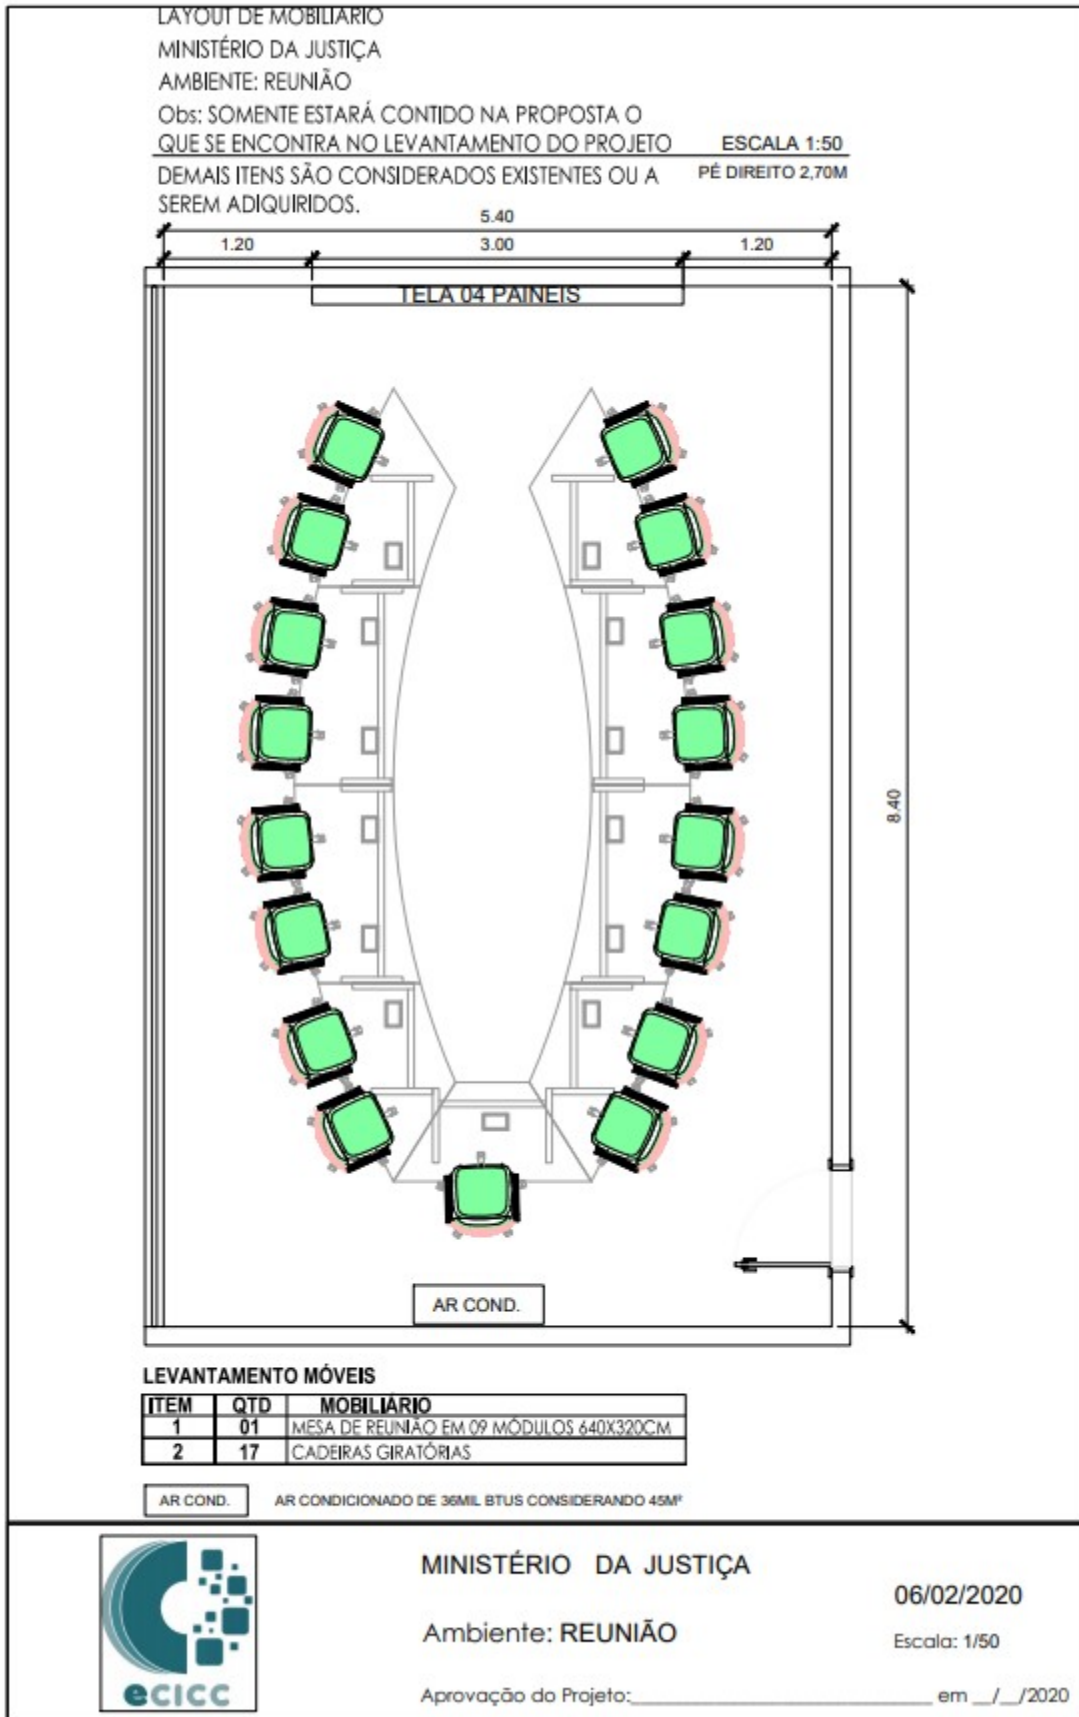 LAYOUT DE MOBILIARIO
MINISTÉRIO DA JUSTIÇA
AMBIENTE: REUNIÃO
Obs: SOMENTE ESTARÁ CONTIDO NA PROPOSTA O
QUE SE ENCONTRA NO LEVANTAMENTO DO PROJETO
DEMAIS ITENS SÃO CONSIDERADOS EXISTENTES OU A
SEREM ADIQUIRIDOS.
ESCALA 1:50
PÉ DIREITO 2,70M
5.40
1.20 3.00 1.20
TELA 04 PAINEIS
8.40
AR COND.
LEVANTAMENTO MÓVEIS
ITEM QTD MOBILIÁRIO
1 01 MESA DE REUNIÃO EM 09 MÓDULOS 640X320CM
2 17 CADEIRAS GIRATÓRIAS
AR COND. AR CONDICIONADO DE 36MIL BTUS CONSIDERANDO 45M²
eCICC
MINISTÉRIO DA JUSTIÇA
06/02/2020
Ambiente: REUNIÃO
Escala: 1/50
Aprovação do Projeto:______________________________ em __/__/2020